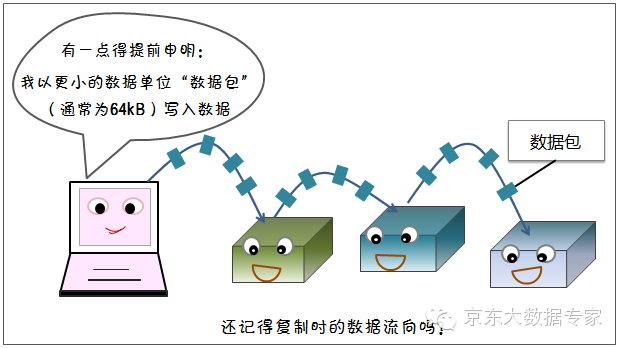 有一点得提前申明：
我以更小的数据单位“数据包”
（通常为64kB）写入数据
数据包
还记得复制时的数据流向吗？
京东大数据专家